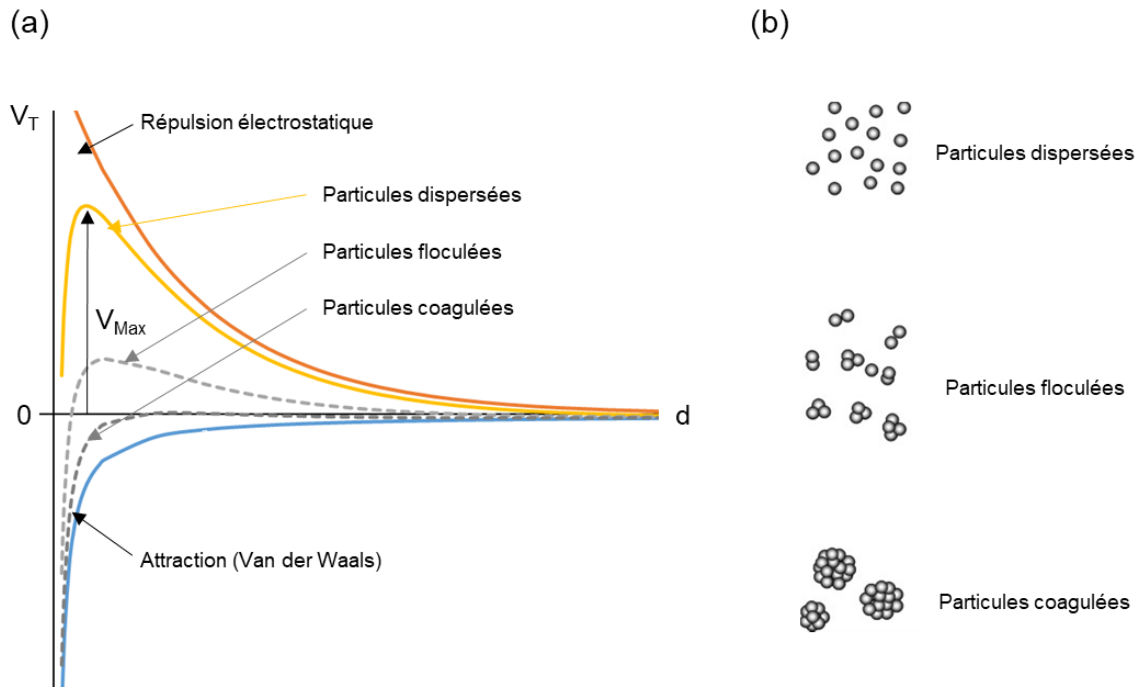 (a)
(b)
V_T
Répulsion électrostatique
Particules dispersées
Particules floculées
Particules coagulées
V_Max
0
d
Attraction (Van der Waals)
Particules dispersées
Particules floculées
Particules coagulées